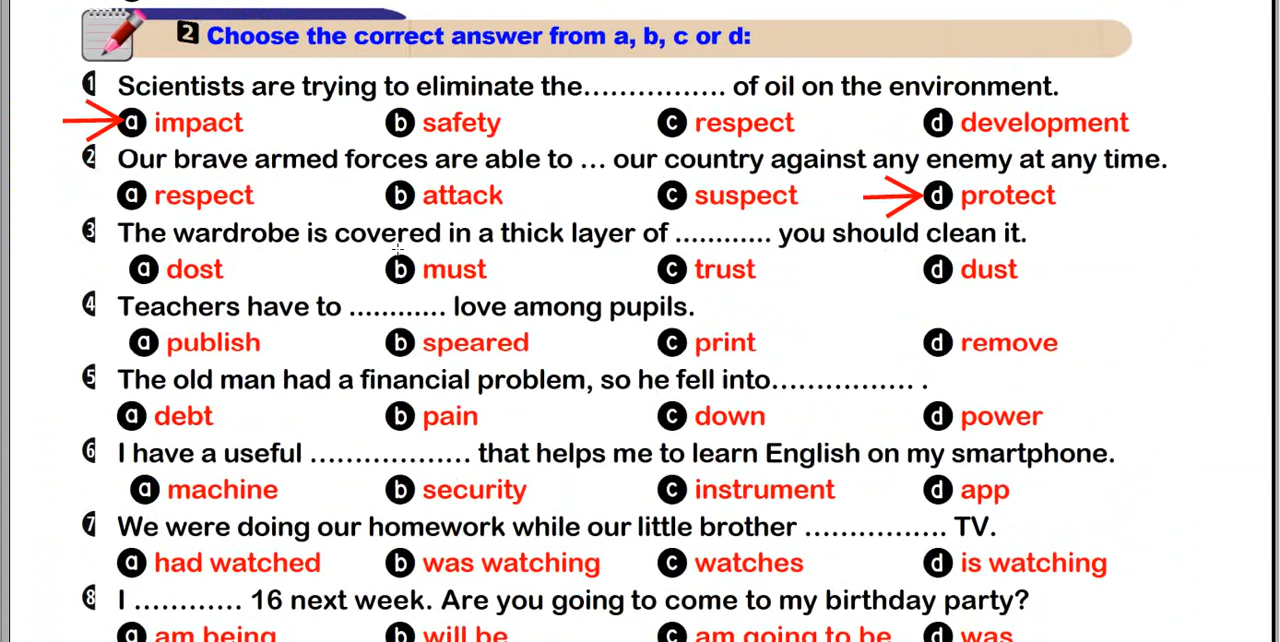 2 Choose the correct answer from a, b, c or d:
1 Scientists are trying to eliminate the................ of oil on the environment.
a impact b safety c respect d development
2 Our brave armed forces are able to ... our country against any enemy at any time.
a respect b attack c suspect d protect
3 The wardrobe is covered in a thick layer of ............ you should clean it.
a dost b must c trust d dust
4 Teachers have to ............ love among pupils.
a publish b speared c print d remove
5 The old man had a financial problem, so he fell into................ .
a debt b pain c down d power
6 I have a useful .................. that helps me to learn English on my smartphone.
a machine b security c instrument d app
7 We were doing our homework while our little brother ................ TV.
a had watched b was watching c watches d is watching
8 I ............ 16 next week. Are you going to come to my birthday party?
a am being b will be c am going to be d was